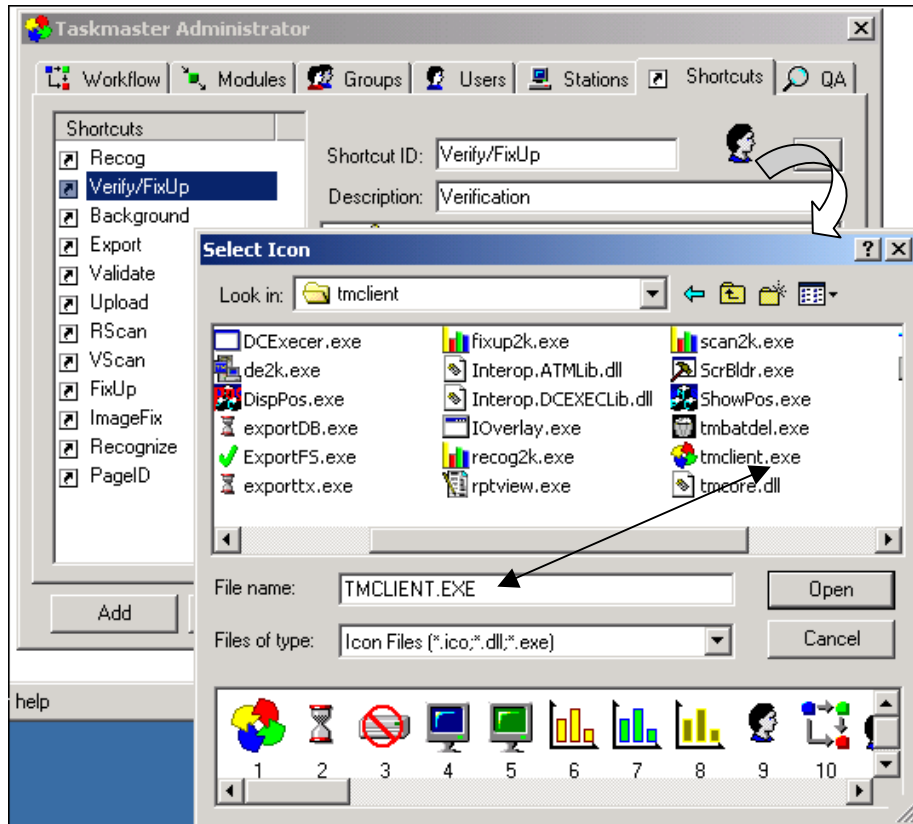 Taskmaster Administrator
Workflow Modules Groups Users Stations Shortcuts QA
Shortcuts
Recog
Verify/FixUp
Background
Export
Validate
Upload
RScan
VScan
FixUp
ImageFix
Recognize
PageID
Shortcut ID: Verify/FixUp
Description: Verification
Add
help
Select Icon
Look in: tmclient
DCExecer.exe
de2k.exe
DispPos.exe
exportDB.exe
ExportFS.exe
exporttx.exe
fixup2k.exe
Interop.ATMLib.dll
Interop.DCEXECLib.dll
IOverlay.exe
recog2k.exe
rptview.exe
scan2k.exe
ScrBldr.exe
ShowPos.exe
tmbatdel.exe
tmclient.exe
tmcore.dll
File name: TMCLIENT.EXE
Open
Files of type: Icon Files (*.ico;*.dll;*.exe)
Cancel
1 2 3 4 5 6 7 8 9 10